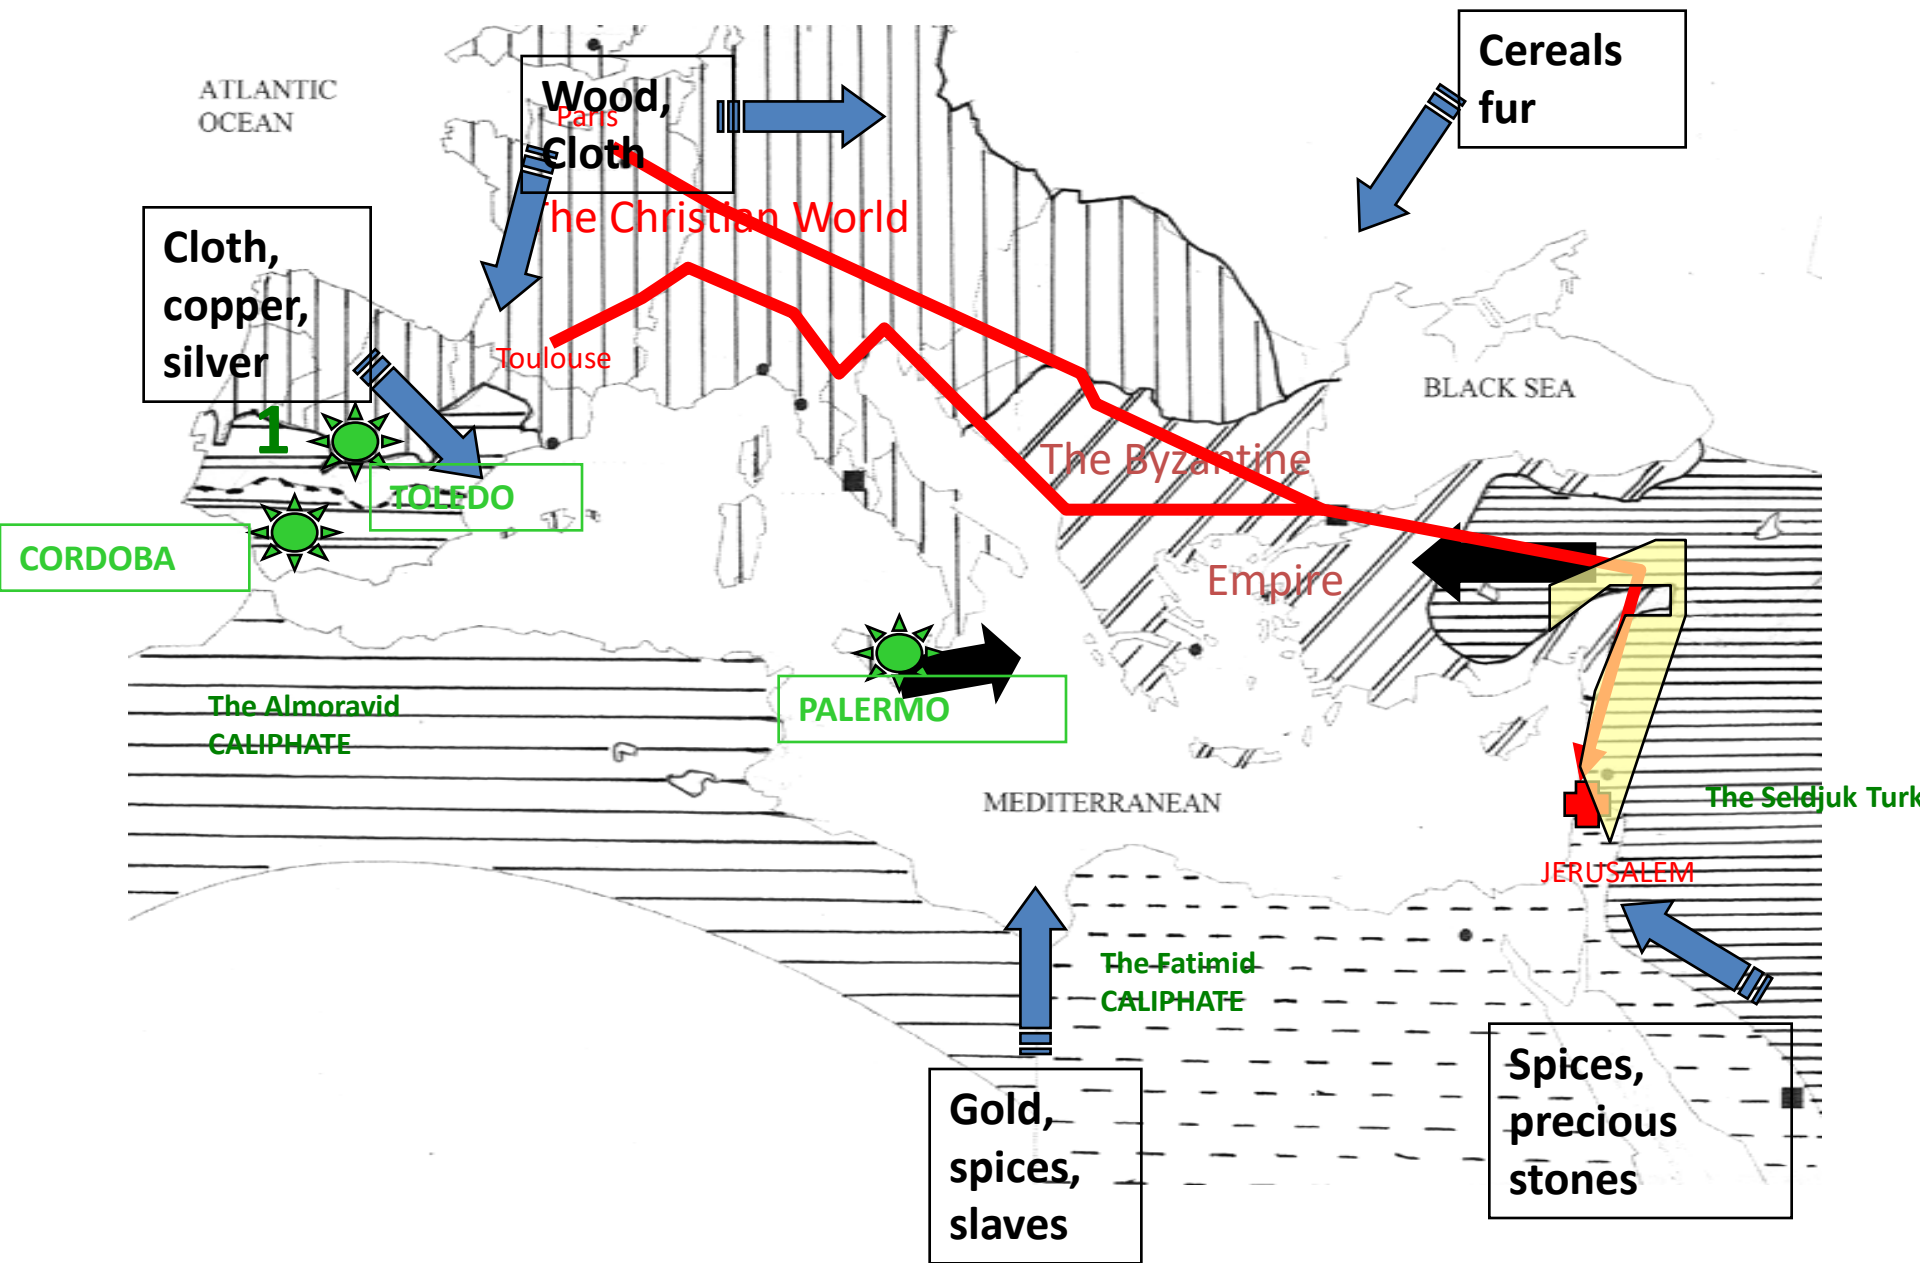 Cereals
fur
ATLANTIC
OCEAN
Wood,
Cloth
Paris
The Christian World
Cloth,
copper,
silver
Toulouse
BLACK SEA
1
The Byzantine
Empire
TOLEDO
CORDOBA
PALERMO
The Almoravid
CALIPHATE
MEDITERRANEAN
The Seldjuk Turk
JERUSALEM
The Fatimid
CALIPHATE
Gold,
spices,
slaves
Spices,
precious
stones